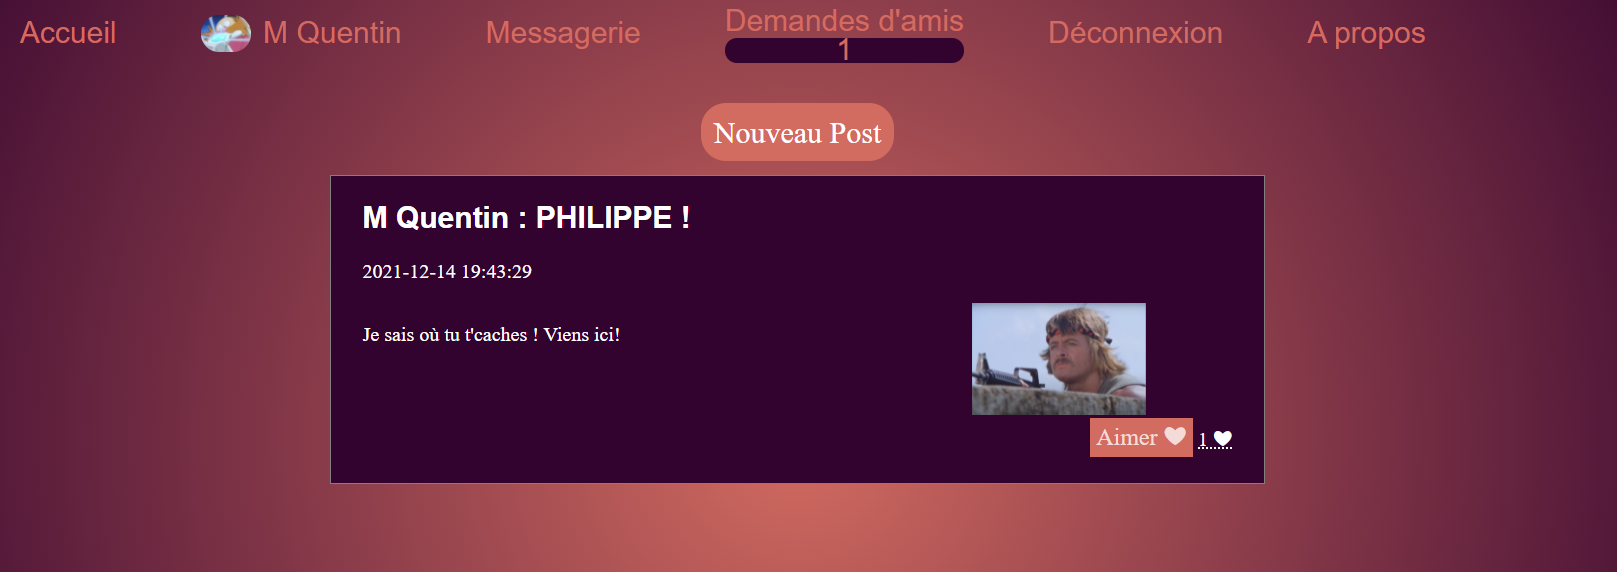 Accueil
M Quentin
Messagerie
Demandes d'amis
1
Déconnexion
A propos
Nouveau Post
M Quentin : PHILIPPE !
2021-12-14 19:43:29
Je sais où tu t'caches ! Viens ici!
Aimer ♥ 1 ♥